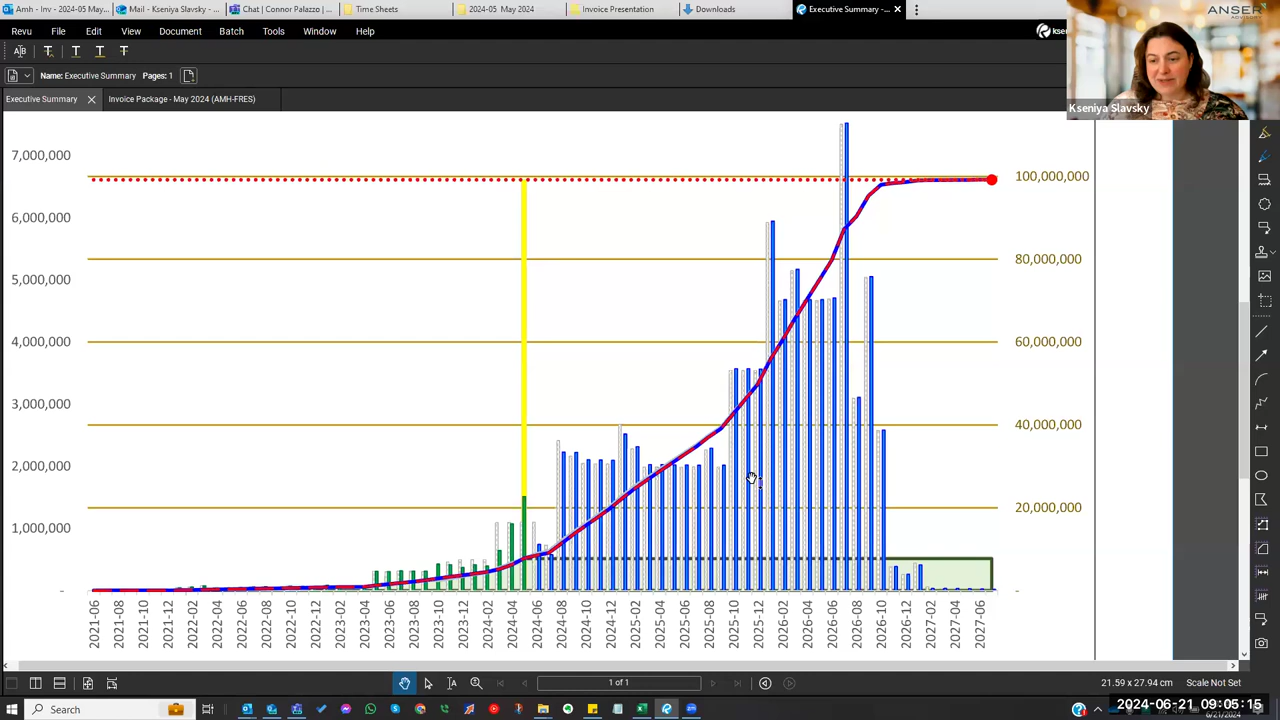 Amh - Inv - 2024-05 May...
Mail - Kseniya Slavsky - ...
Chat | Connor Palazzo | ...
Time Sheets
2024-05 May 2024
Invoice Presentation
Downloads
Executive Summary -...
ANSER
ADVISORY
Revu File Edit View Document Batch Tools Window Help
Name: Executive Summary Pages: 1
Executive Summary
Invoice Package - May 2024 (AMH-FRES)
Kseniya Slavsky
7,000,000
6,000,000
5,000,000
4,000,000
3,000,000
2,000,000
1,000,000
-
100,000,000
80,000,000
60,000,000
40,000,000
20,000,000
-
2021-06 2021-08 2021-10 2021-12 2022-02 2022-04 2022-06 2022-08 2022-10 2022-12 2023-02 2023-04 2023-06 2023-08 2023-10 2023-12 2024-02 2024-04 2024-06 2024-08 2024-10 2024-12 2025-02 2025-04 2025-06 2025-08 2025-10 2025-12 2026-02 2026-04 2026-06 2026-08 2026-10 2026-12 2027-02 2027-04 2027-06
1 of 1
21.59 x 27.94 cm Scale Not Set
Search
2024-06-21 09:05:15
6/21/2024